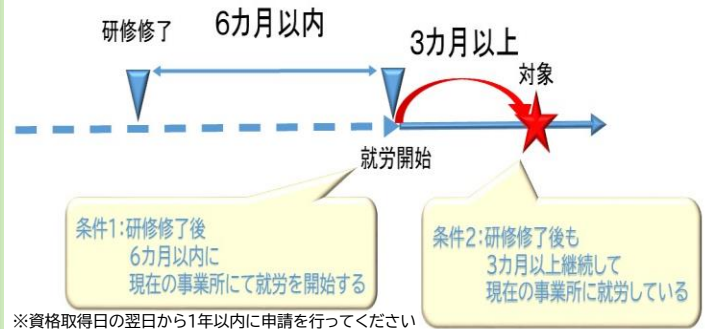 研修修了
6カ月以内
3カ月以上
対象
就労開始
条件1:研修修了後
6カ月以内に
現在の事業所にて就労を開始する
条件2:研修修了後も
3カ月以上継続して
現在の事業所に就労している
※資格取得日の翌日から1年以内に申請を行ってください